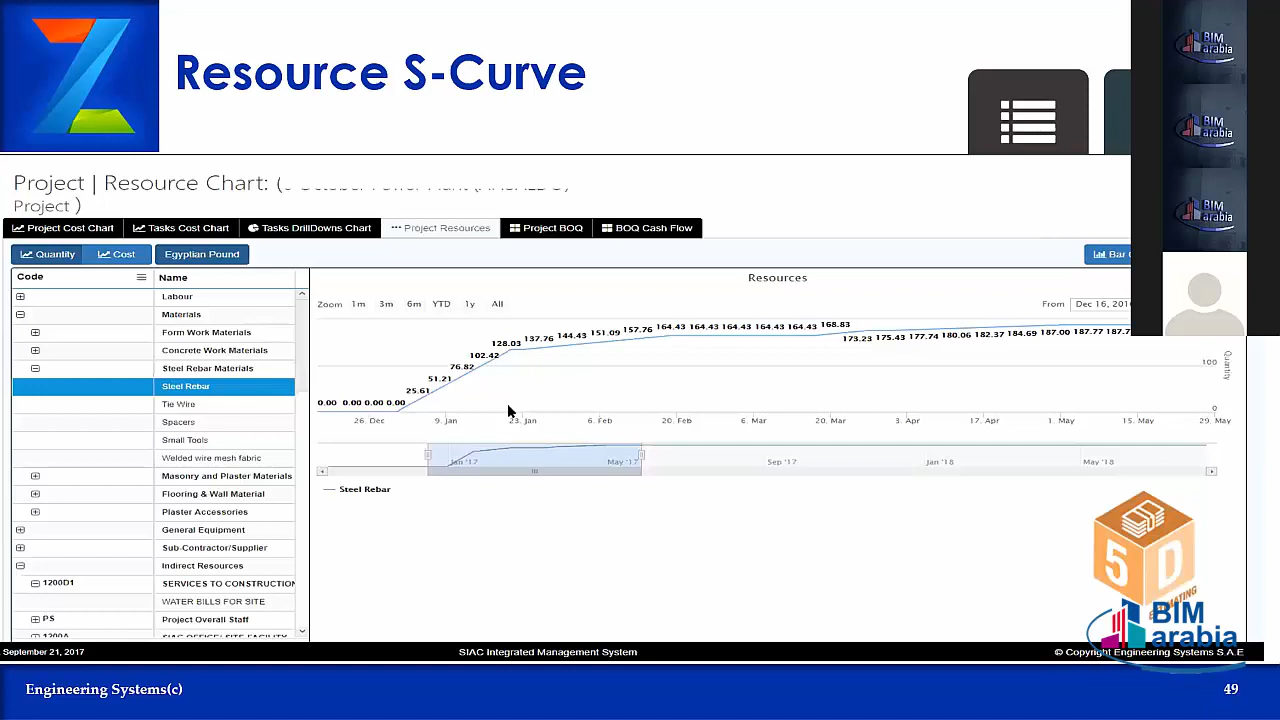 Resource S-Curve
BIM
arabia
BIM
arabia
BIM
arabia
Project | Resource Chart: (
Project )
Project Cost Chart
Tasks Cost Chart
Tasks DrillDowns Chart
Project Resources
Project BOQ
BOQ Cash Flow
Quantity
Cost
Egyptian Pound
Bar
Code
Name
Labour
Materials
Form Work Materials
Concrete Work Materials
Steel Rebar Materials
Steel Rebar
Tie Wire
Spacers
Small Tools
Welded wire mesh fabric
Masonry and Plaster Materials
Flooring & Wall Material
Plaster Accessories
General Equipment
Sub-Contractor/Supplier
Indirect Resources
1200D1 SERVICES TO CONSTRUCTION
WATER BILLS FOR SITE
PS Project Overall Staff
Resources
Zoom 1m 3m 6m YTD 1y All
From Dec 16, 201
0.00 0.00 0.00 0.00 25.61 51.21 76.82 102.42 128.03 137.76 144.43 151.09 157.76 164.43 164.43 164.43 164.43 164.43 168.83 173.23 175.43 177.74 180.06 182.37 184.69 187.00 187.77 187.7
100
0
Quantity
26. Dec 9. Jan 23. Jan 6. Feb 20. Feb 6. Mar 20. Mar 3. Apr 17. Apr 1. May 15. May 29. May
Jan '17 May '17 Sep '17 Jan '18 May '18
Steel Rebar
5D
BIM
arabia
September 21, 2017
SIAC Integrated Management System
© Copyright Engineering Systems S.A.E
Engineering Systems(c)
49